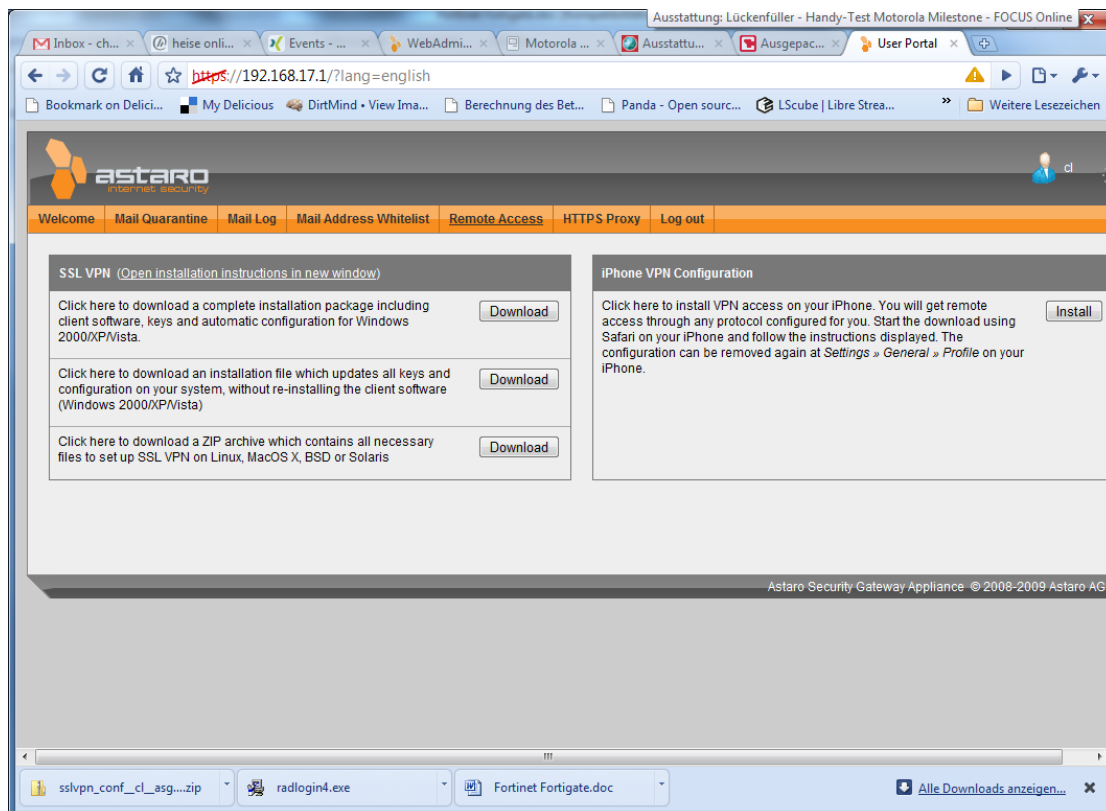 Ausstattung: Lückenfüller - Handy-Test Motorola Milestone - FOCUS Online
Inbox - ch... heise onli... Events - ... WebAdmi... Motorola ... Ausstattu... Ausgepac... User Portal
https://192.168.17.1/?lang=english
Bookmark on Delici... My Delicious DirtMind • View Ima... Berechnung des Bet... Panda - Open sourc... LScube | Libre Strea... » Weitere Lesezeichen
astaro
internet security
cl
Welcome Mail Quarantine Mail Log Mail Address Whitelist Remote Access HTTPS Proxy Log out
SSL VPN (Open installation instructions in new window)
Click here to download a complete installation package including
client software, keys and automatic configuration for Windows
2000/XP/Vista.
Download
Click here to download an installation file which updates all keys and
configuration on your system, without re-installing the client software
(Windows 2000/XP/Vista)
Download
Click here to download a ZIP archive which contains all necessary
files to set up SSL VPN on Linux, MacOS X, BSD or Solaris
Download
iPhone VPN Configuration
Click here to install VPN access on your iPhone. You will get remote
access through any protocol configured for you. Start the download using
Safari on your iPhone and follow the instructions displayed. The
configuration can be removed again at Settings » General » Profile on your
iPhone.
Install
Astaro Security Gateway Appliance © 2008-2009 Astaro AG
sslvpn_conf__cl__asg....zip radlogin4.exe Fortinet Fortigate.doc Alle Downloads anzeigen...